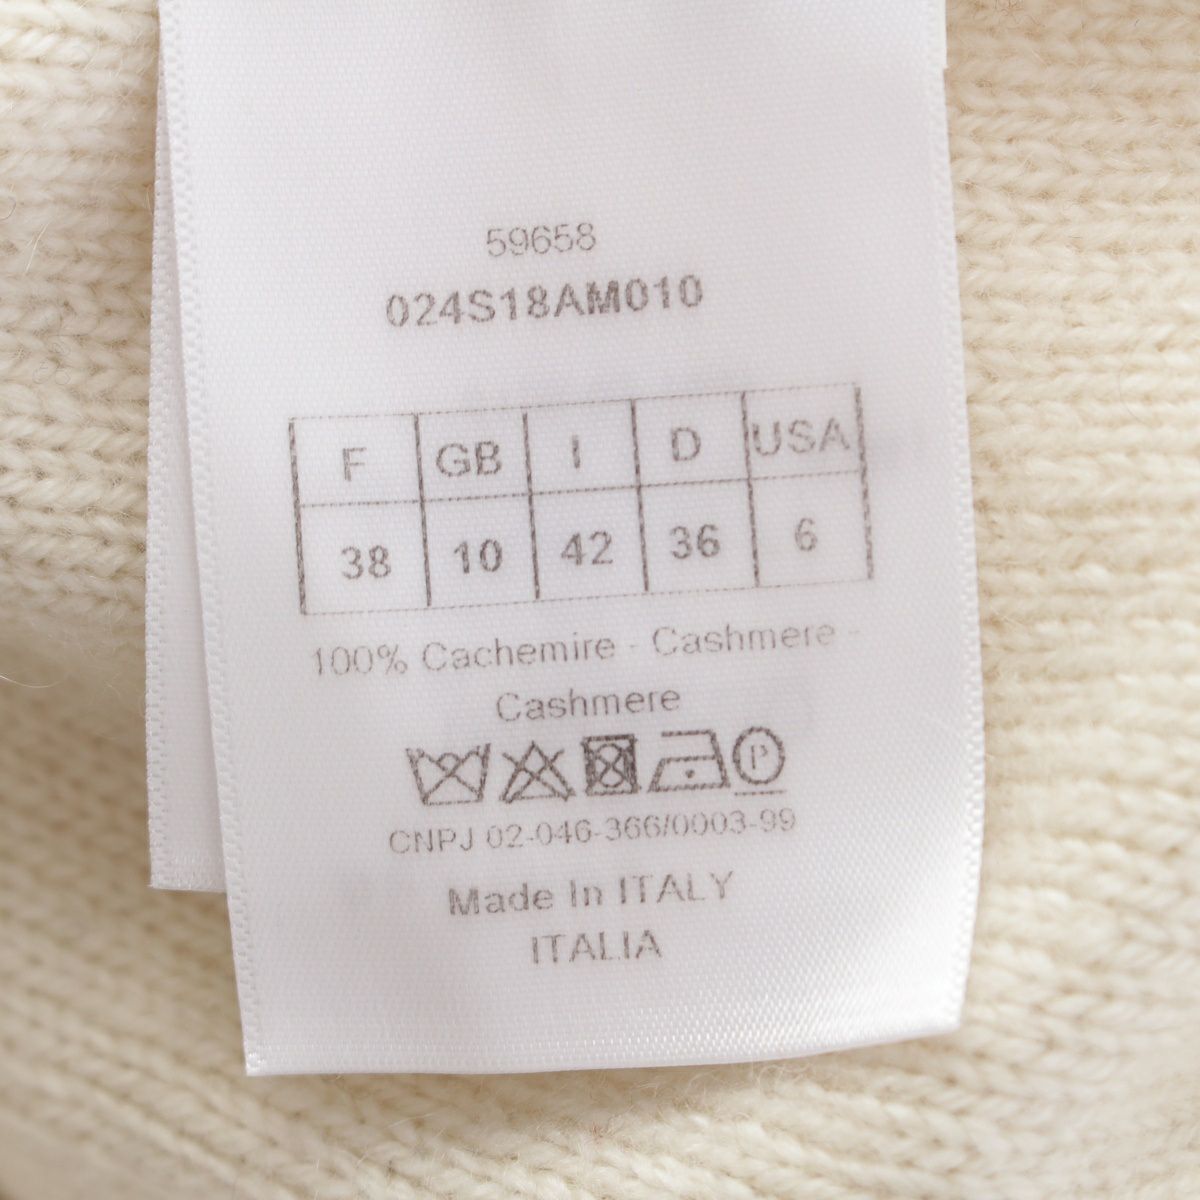 59658
024S18AM010
F GB I D USA
38 10 42 36 6
100% Cachemire - Cashmere -
Cashmere
P
CNPJ 02-046-366/0003-99
Made In ITALY
ITALIA